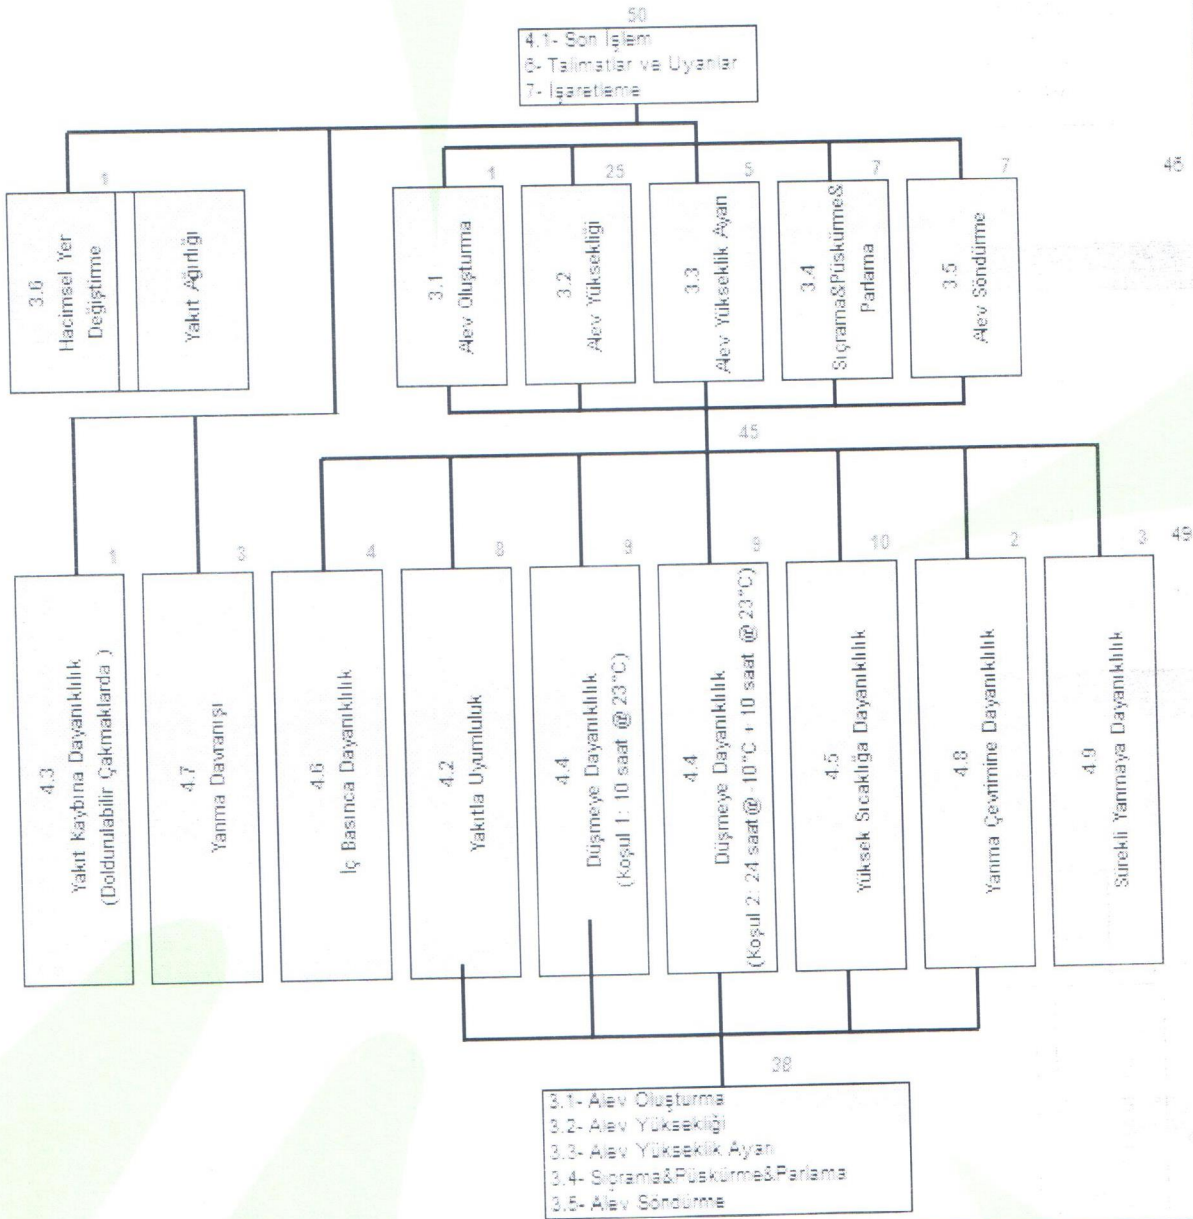 50
4.1- Son İşlem
6- Talimatlar ve Uyarılar
7- İşaretleme
1
3.6
Hacimsel Yer
Değiştirme
Yakıt Ağırlığı
1
3.1
Alev Oluşturma
25
3.2
Alev Yüksekliği
5
3.3
Alev Yükseklik Ayarı
7
3.4
Sıçrama&Püskürme&
Parlama
7
3.5
Alev Söndürme
48
45
1
4.3
Yakıt Kaybına Dayanıklılık
(Doldurulabilir Çakmaklarda )
4.7
Yanma Davranışı
4
4.6
İç Basınca Dayanıklılık
4.2
Yakıtla Uyumluluk
4.4
Düşmeye Dayanıklılık
(Koşul 1: 10 saat @ 23°C)
4.4
Düşmeye Dayanıklılık
(Koşul 2: 24 saat@ -10°C + 10 saat @ 23°C)
10
4.5
Yüksek Sıcaklığa Dayanıklılık
2
4.8
Yanma Çevrimine Dayanıklılık
3
4.9
Sürekli Yanmaya Dayanıklılık
49
38
3.1- Alev Oluşturma
3.2- Alev Yüksekliği
3.3- Alev Yükseklik Ayarı
3.4- Sıçrama&Püskürme&Parlama
3.5- Alev Söndürme